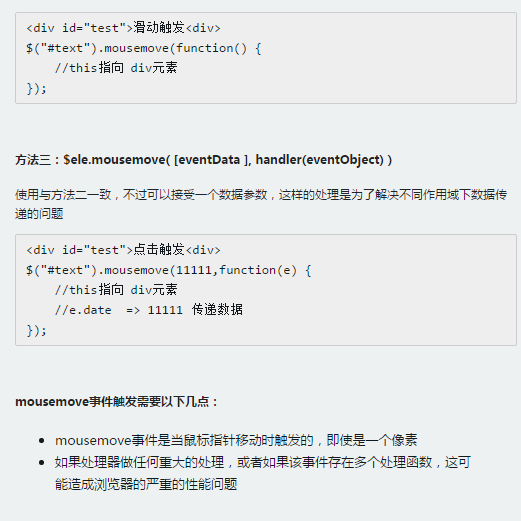 <div id="test">滑动触发<div>
$("#text").mousemove(function() {
//this指向 div元素
});
方法三：$ele.mousemove( [eventData ], handler(eventObject) )
使用与方法二一致，不过可以接受一个数据参数，这样的处理是为了解决不同作用域下数据传
递的问题
<div id="test">点击触发<div>
$("#text").mousemove(11111,function(e) {
//this指向 div元素
//e.date  => 11111 传递数据
});
mousemove事件触发需要以下几点：
• mousemove事件是当鼠标指针移动时触发的，即使是一个像素
• 如果处理器做任何重大的处理，或者如果该事件存在多个处理函数，这可
能造成浏览器的严重的性能问题